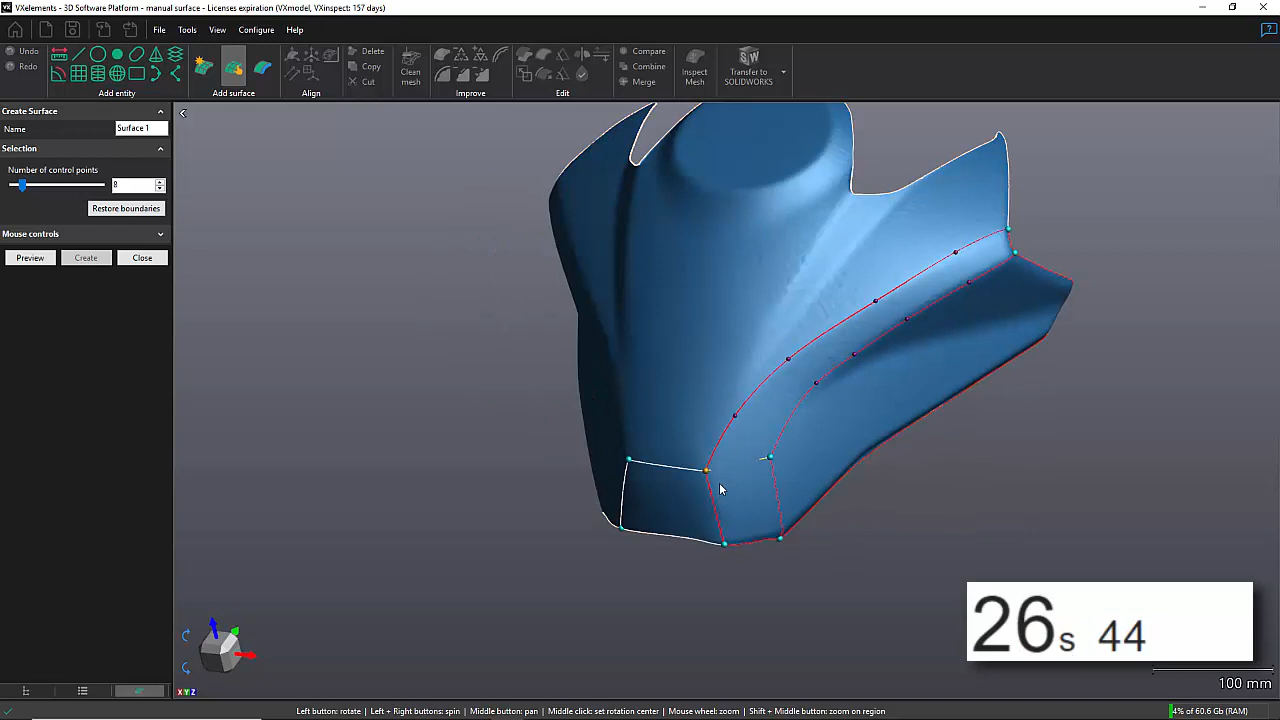 VXelements - 3D Software Platform - manual surface - Licenses expiration (VXmodel, VXinspect: 157 days)
File Tools View Configure Help
Undo
Redo
Add entity
Add surface
Align
Delete
Copy
Cut
Clean
mesh
Improve
Edit
Compare
Combine
Merge
Inspect
Mesh
Transfer to
SOLIDWORKS
Create Surface
Name Surface 1
Selection
Number of control points
8
Restore boundaries
Mouse controls
Preview Create Close
26s 44
100 mm
X Y Z
Left button: rotate | Left + Right buttons: spin | Middle button: pan | Middle click: set rotation center | Mouse wheel: zoom | Shift + Middle button: zoom on region
4% of 60.6 Gb (RAM)